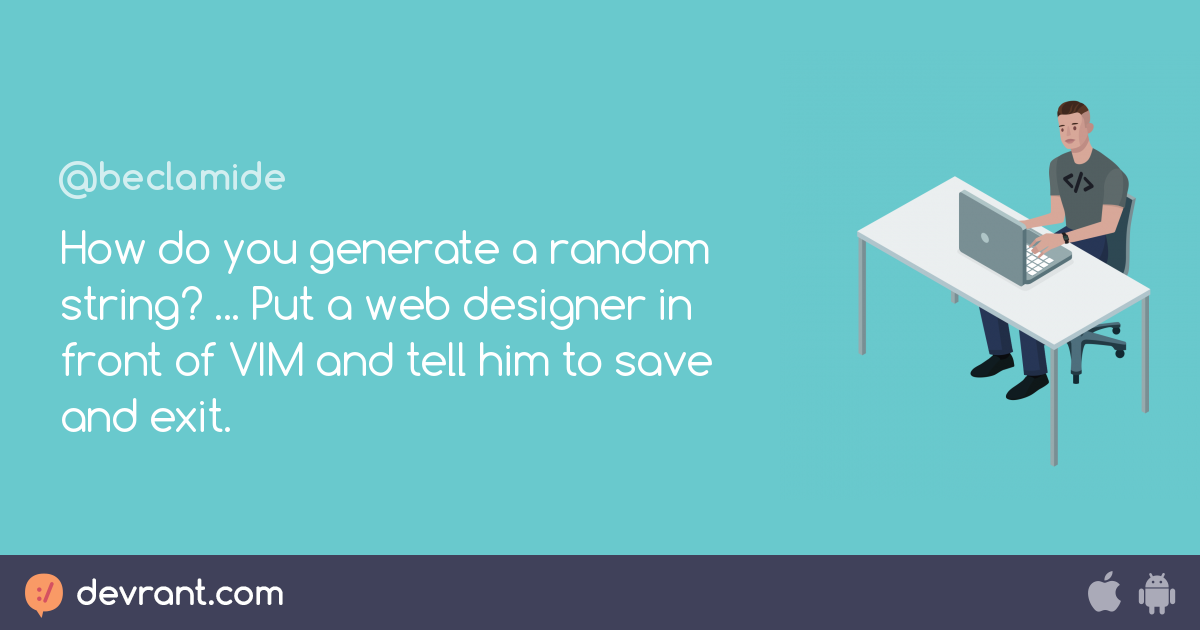 @beclamide
How do you generate a random
string? ... Put a web designer in
front of VIM and tell him to save
and exit.
</>
:/ devrant.com